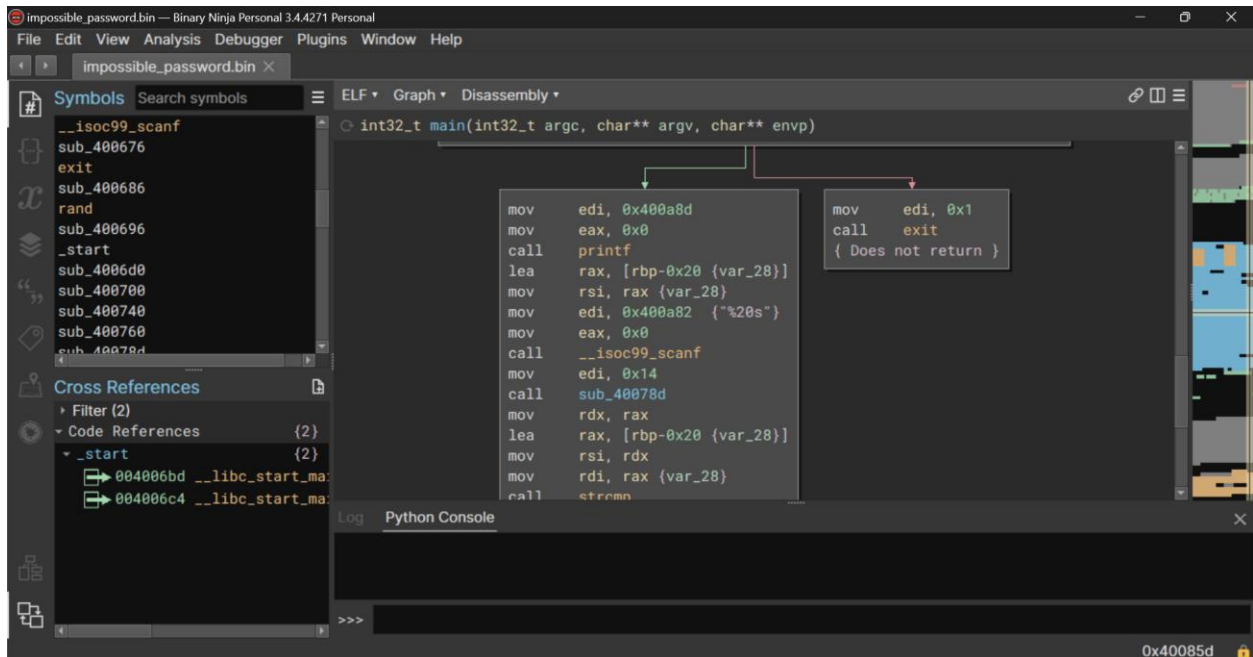 impossible_password.bin — Binary Ninja Personal 3.4.4271 Personal
File Edit View Analysis Debugger Plugins Window Help
impossible_password.bin
Symbols Search symbols
__isoc99_scanf
sub_400676
exit
sub_400686
rand
sub_400696
_start
sub_4006d0
sub_400700
sub_400740
sub_400760
sub_40078d
Cross References
Filter (2)
Code References {2}
_start {2}
004006bd __libc_start_ma
004006c4 __libc_start_ma
ELF Graph Disassembly
int32_t main(int32_t argc, char** argv, char** envp)
mov edi, 0x400a8d
mov eax, 0x0
call printf
lea rax, [rbp-0x20 {var_28}]
mov rsi, rax {var_28}
mov edi, 0x400a82 {"%20s"}
mov eax, 0x0
call __isoc99_scanf
mov edi, 0x14
call sub_40078d
mov rdx, rax
lea rax, [rbp-0x20 {var_28}]
mov rsi, rdx
mov rdi, rax {var_28}
call strcmp
mov edi, 0x1
call exit
{ Does not return }
Log Python Console
>>>
0x40085d